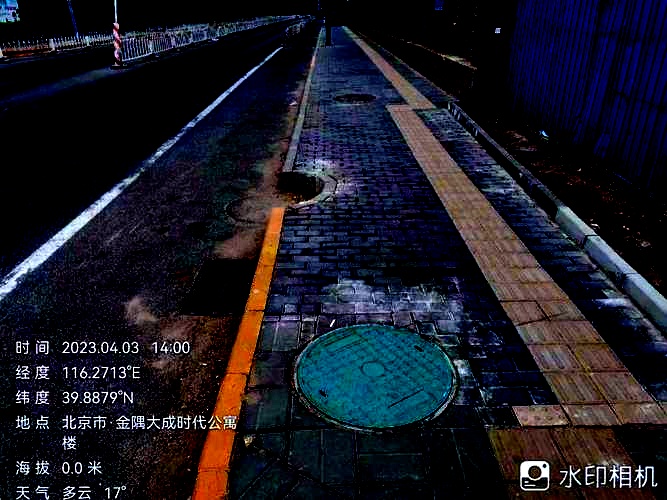 时间 2023.04.03 14:00
经度 116.2713°E
纬度 39.8879°N
地点 北京市·金隅大成时代公寓
楼
海拔 0.0 米
天气 多云 17°
水印相机